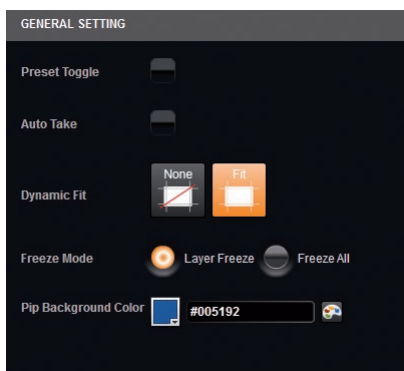 GENERAL SETTING
Preset Toggle
Auto Take
Dynamic Fit None Fit
Freeze Mode Layer Freeze Freeze All
Pip Background Color #005192